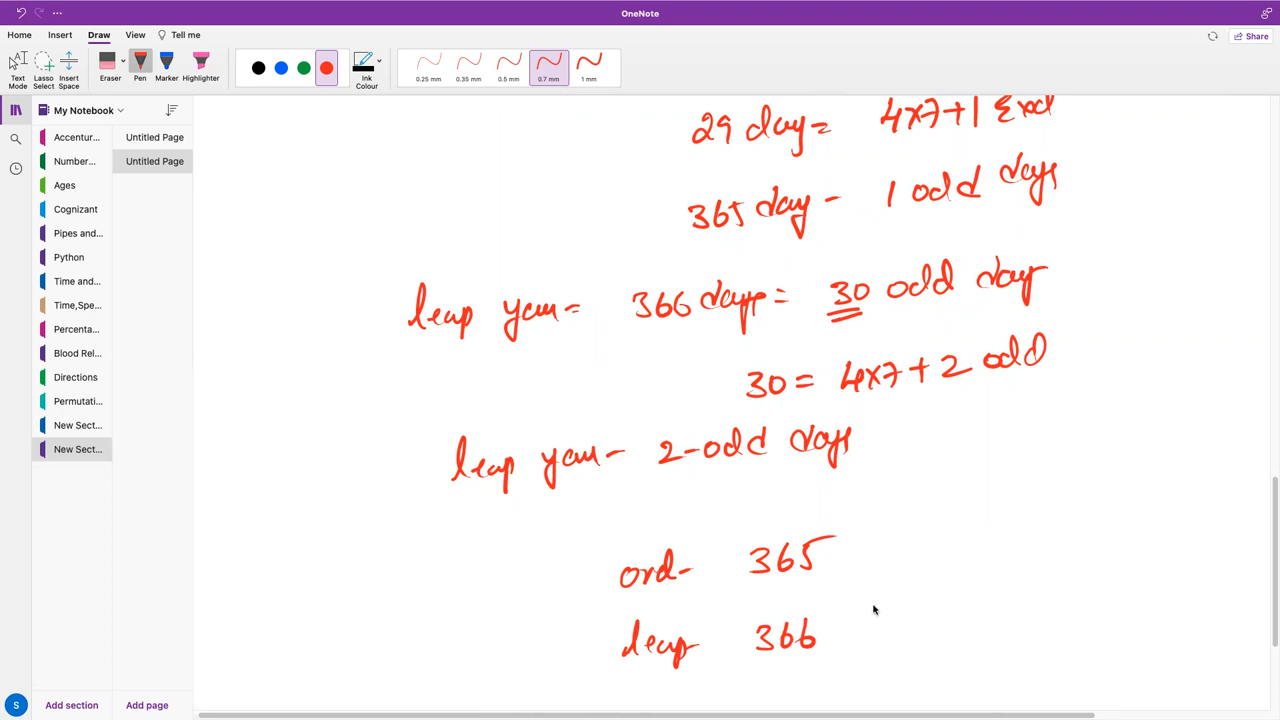 OneNote
Home Insert Draw View Tell me
Share
Text Mode
Lasso Select
Insert Space
Eraser
Pen
Marker
Highlighter
Ink Colour
0.25 mm
0.35 mm
0.5 mm
0.7 mm
1 mm
My Notebook
Accentur...
Number...
Ages
Cognizant
Pipes and...
Python
Time and...
Time,Spe...
Percenta...
Blood Rel...
Directions
Permutati...
New Sect...
New Sect...
Untitled Page
Untitled Page
Add section
Add page
S
29 day = 4x7+1
365 day - 1 odd days
leap year = 366 days = 30 odd day
30 = 4x7+2 odd
leap year - 2-odd days
ord- 365
leap 366